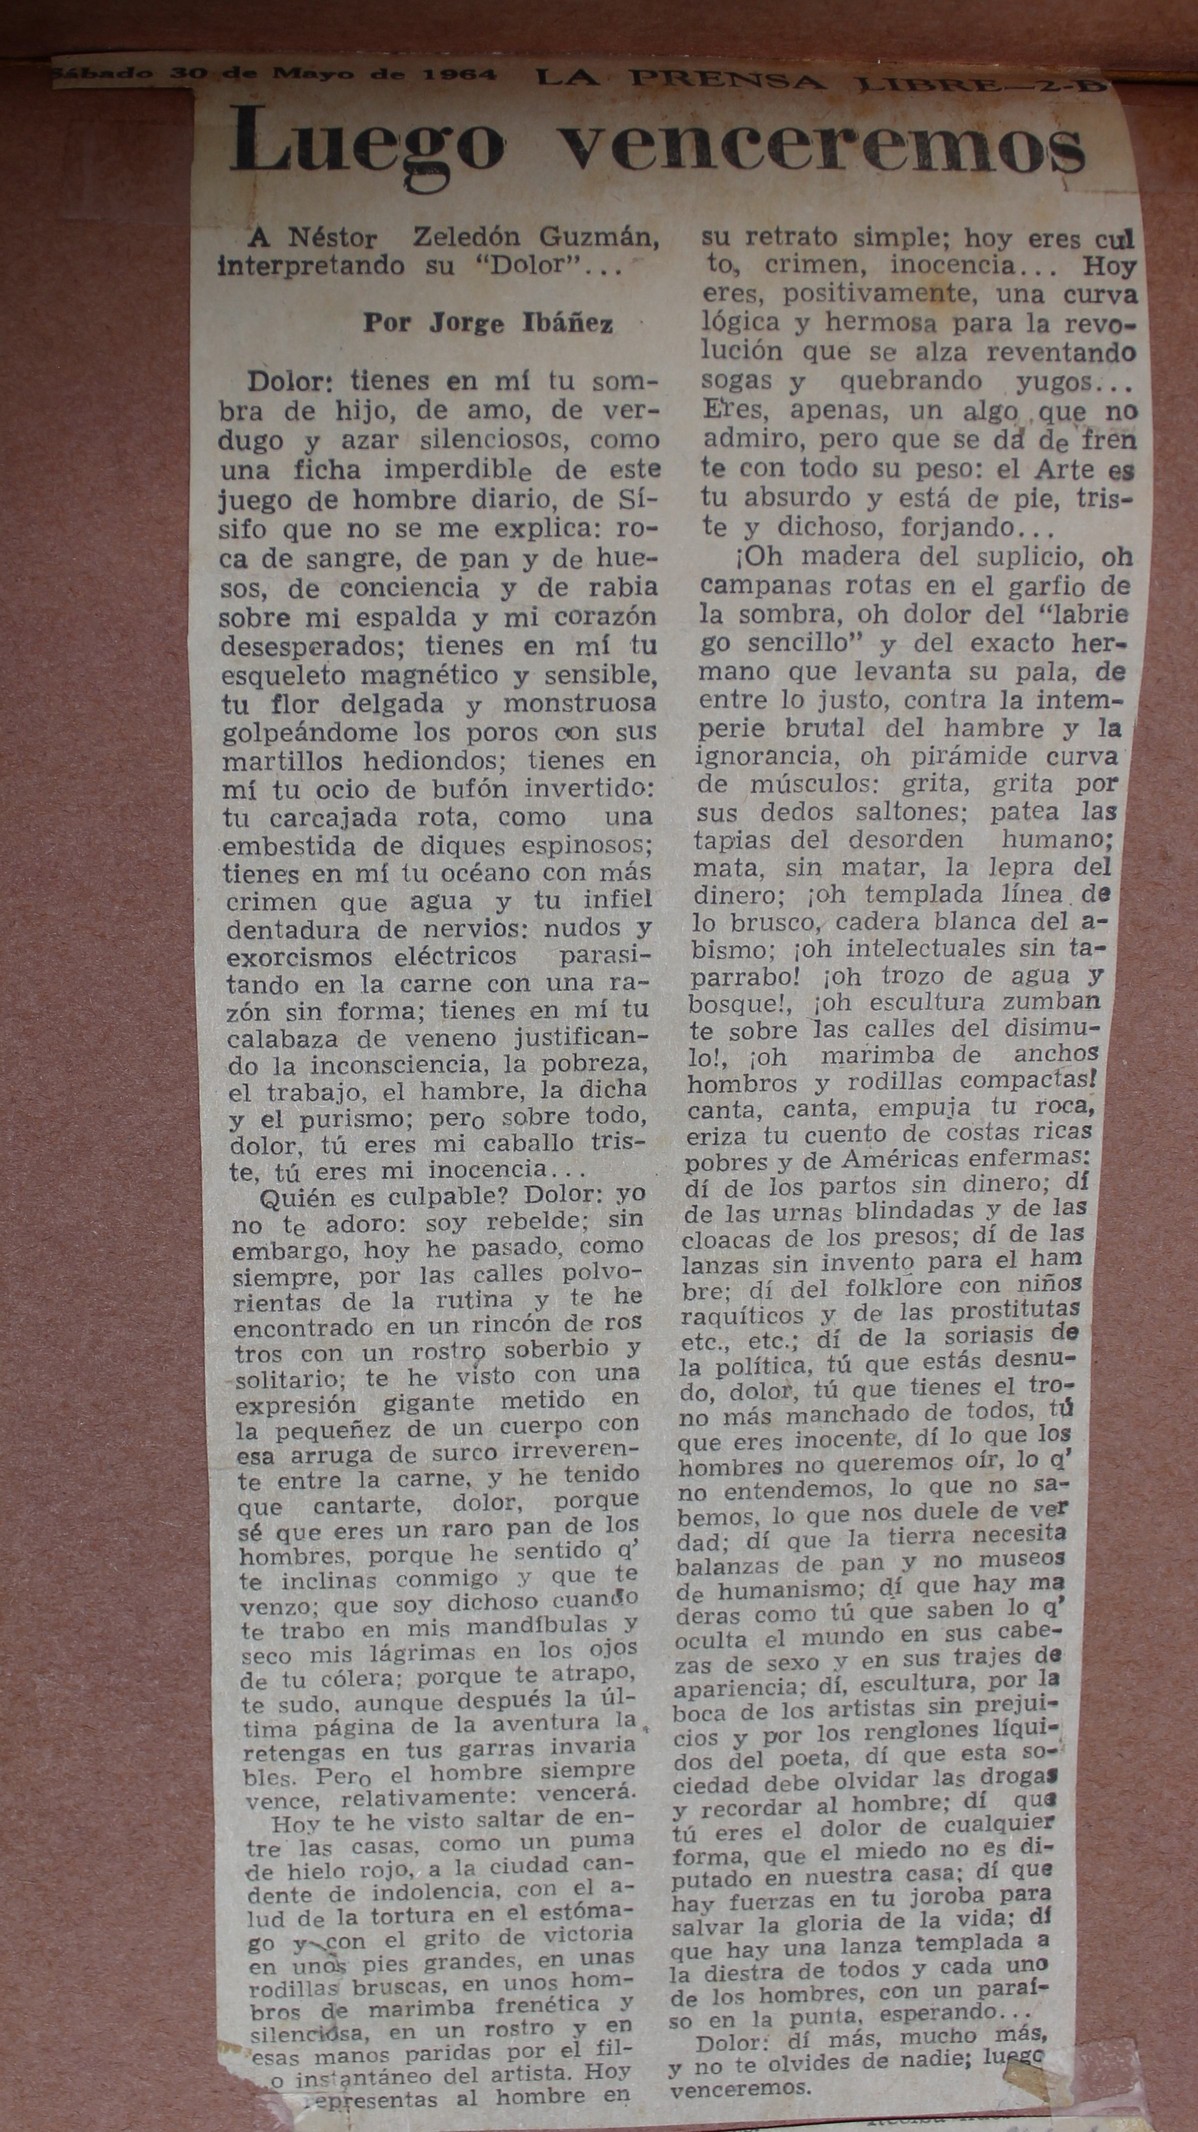 Sábado 30 de Mayo de 1964 LA PRENSA LIBRE—2-B
Luego venceremos
A Néstor Zeledón Guzmán,
interpretando su "Dolor"...
Por Jorge Ibáñez
Dolor: tienes en mí tu som-
bra de hijo, de amo, de ver-
dugo y azar silenciosos, como
una ficha imperdible de este
juego de hombre diario, de Sí-
sifo que no se me explica: ro-
ca de sangre, de pan y de hue-
sos, de conciencia y de rabia
sobre mi espalda y mi corazón
desesperados; tienes en mí tu
esqueleto magnético y sensible,
tu flor delgada y monstruosa
golpeándome los poros con sus
martillos hediondos; tienes en
mí tu ocio de bufón invertido:
tu carcajada rota, como una
embestida de diques espinosos;
tienes en mí tu océano con más
crimen que agua y tu infiel
dentadura de nervios: nudos y
exorcismos eléctricos parasi-
tando en la carne con una ra-
zón sin forma; tienes en mí tu
calabaza de veneno justifican-
do la inconsciencia, la pobreza,
el trabajo, el hambre, la dicha
y el purismo; pero sobre todo,
dolor, tú eres mi caballo tris-
te, tú eres mi inocencia...
Quién es culpable? Dolor: yo
no te adoro: soy rebelde; sin
embargo, hoy he pasado, como
siempre, por las calles polvo-
rientas de la rutina y te he
encontrado en un rincón de ros
tros con un rostro soberbio y
solitario; te he visto con una
expresión gigante metido en
la pequeñez de un cuerpo con
esa arruga de surco irreveren-
te entre la carne, y he tenido
que cantarte, dolor, porque
sé que eres un raro pan de los
hombres, porque he sentido q'
te inclinas conmigo y que te
venzo; que soy dichoso cuando
te trabo en mis mandíbulas y
seco mis lágrimas en los ojos
de tu cólera; porque te atrapo,
te sudo, aunque después la úl-
tima página de la aventura la
retengas en tus garras invaria
bles. Pero el hombre siempre
vence, relativamente: vencerá.
Hoy te he visto saltar de en-
tre las casas, como un puma
de hielo rojo, a la ciudad can-
dente de indolencia, con el a-
lud de la tortura en el estóma-
go y con el grito de victoria
en unos pies grandes, en unas
rodillas bruscas, en unos hom-
bros de marimba frenética y
silenciosa, en un rostro y en
esas manos paridas por el fil-
o instantáneo del artista. Hoy
representas al hombre en
su retrato simple; hoy eres cul
to, crimen, inocencia... Hoy
eres, positivamente, una curva
lógica y hermosa para la revo-
lución que se alza reventando
sogas y quebrando yugos...
Eres, apenas, un algo que no
admiro, pero que se dá de fren
te con todo su peso: el Arte es
tu absurdo y está de pie, tris-
te y dichoso, forjando...
¡Oh madera del suplicio, oh
campanas rotas en el garfio de
la sombra, oh dolor del "labrie
go sencillo" y del exacto her-
mano que levanta su pala, de
entre lo justo, contra la intem-
perie brutal del hambre y la
ignorancia, oh pirámide curva
de músculos: grita, grita por
sus dedos saltones; patea las
tapias del desorden humano;
mata, sin matar, la lepra del
dinero; ¡oh templada línea de
lo brusco, cadera blanca del a-
bismo; ¡oh intelectuales sin ta-
parrabo! ¡oh trozo de agua y
bosque!, ¡oh escultura zumban
te sobre las calles del disimu-
lo!, ¡oh marimba de anchos
hombros y rodillas compactas!
canta, canta, empuja tu roca,
eriza tu cuento de costas ricas
pobres y de Américas enfermas;
dí de los partos sin dinero; dí
de las urnas blindadas y de las
cloacas de los presos; dí de las
lanzas sin invento para el ham
bre; dí del folklore con niños
raquíticos y de las prostitutas
etc., etc.; dí de la soriasis de
la política, tú que estás desnu-
do, dolor, tú que tienes el tro-
no más manchado de todos, tú
que eres inocente, dí lo que los
hombres no queremos oír, lo q'
no entendemos, lo que no sa-
bemos, lo que nos duele de ver
dad; dí que la tierra necesita
balanzas de pan y no museos
de humanismo; dí que hay ma
deras como tú que saben lo q'
oculta el mundo en sus cabe-
zas de sexo y en sus trajes de
apariencia; dí, escultura, por la
boca de los artistas sin prejui-
cios y por los renglones líqui-
dos del poeta, dí que esta so-
ciedad debe olvidar las drogas
y recordar al hombre; dí que
tú eres el dolor de cualquier
forma, que el miedo no es di-
putado en nuestra casa; dí que
hay fuerzas en tu joroba para
salvar la gloria de la vida; dí
que hay una lanza templada a
la diestra de todos y cada uno
de los hombres, con un paraí-
so en la punta, esperando...
Dolor: dí más, mucho más,
y no te olvides de nadie; luego
venceremos.